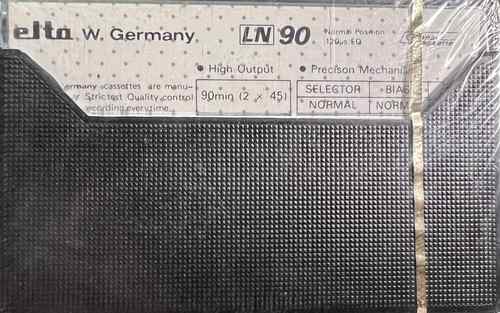 elta W. Germany
LN 90
Normal Position
120µs EQ
• High Output • Precison Mechani
ermany cassettes are manu-
Strictest Quality control
ecording everytime
90min (2 x 45)
SELECTOR BIAS
NORMAL NORM